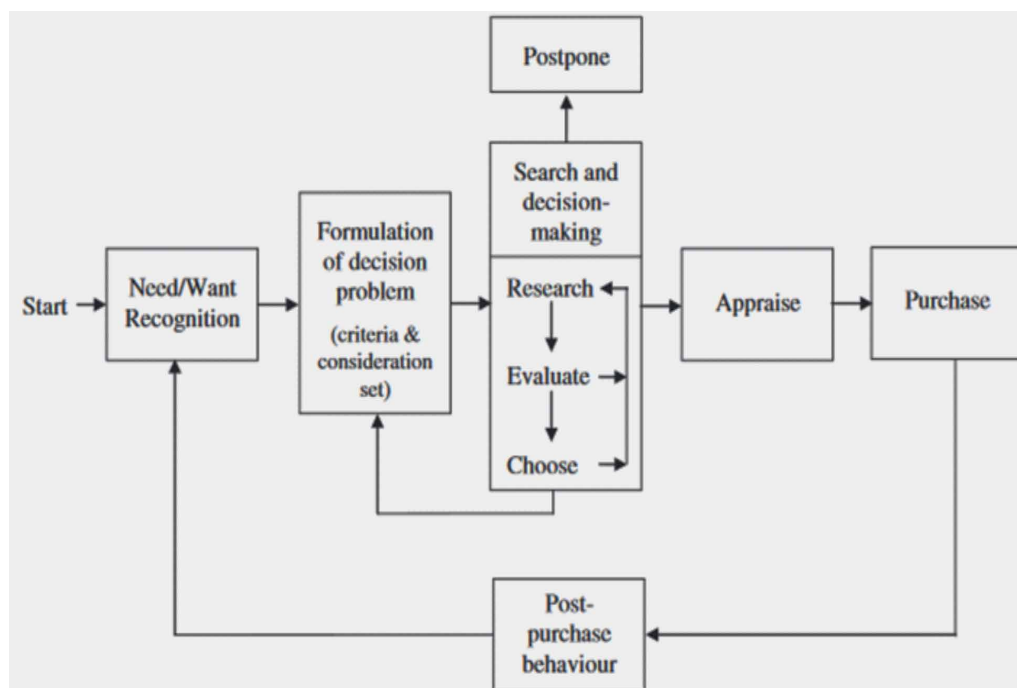 Postpone
Search and
decision-
making
Formulation
of decision
problem
(criteria &
consideration
set)
Start
Need/Want
Recognition
Research
Evaluate
Choose
Appraise
Purchase
Post-
purchase
behaviour